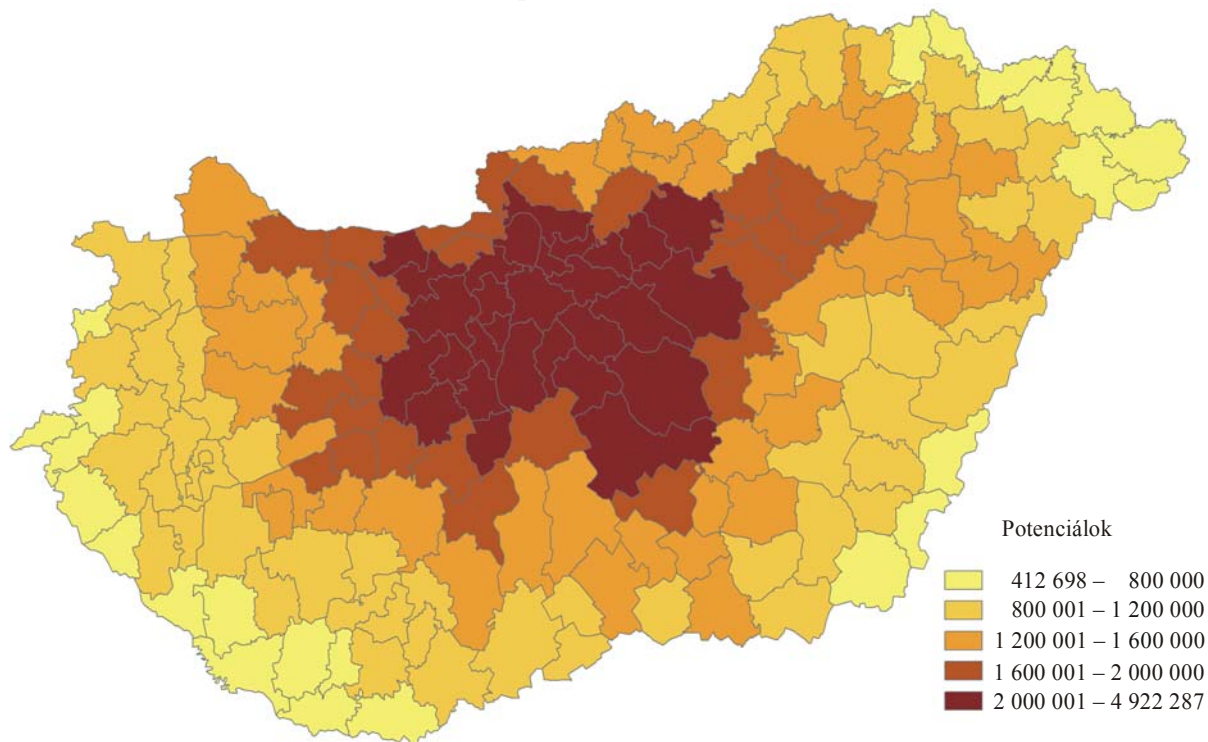 Potenciálok
412 698 – 800 000
800 001 – 1 200 000
1 200 001 – 1 600 000
1 600 001 – 2 000 000
2 000 001 – 4 922 287